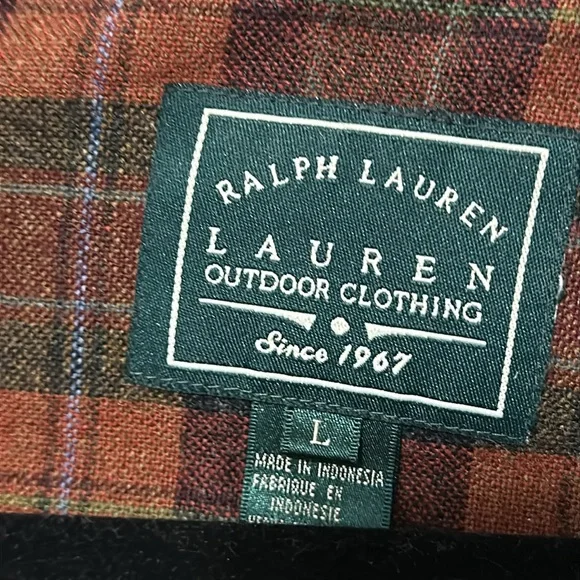 RALPH LAUREN
LAUREN
OUTDOOR CLOTHING
Since 1967
L
MADE IN INDONESIA
FABRIQUE EN
INDONESIE